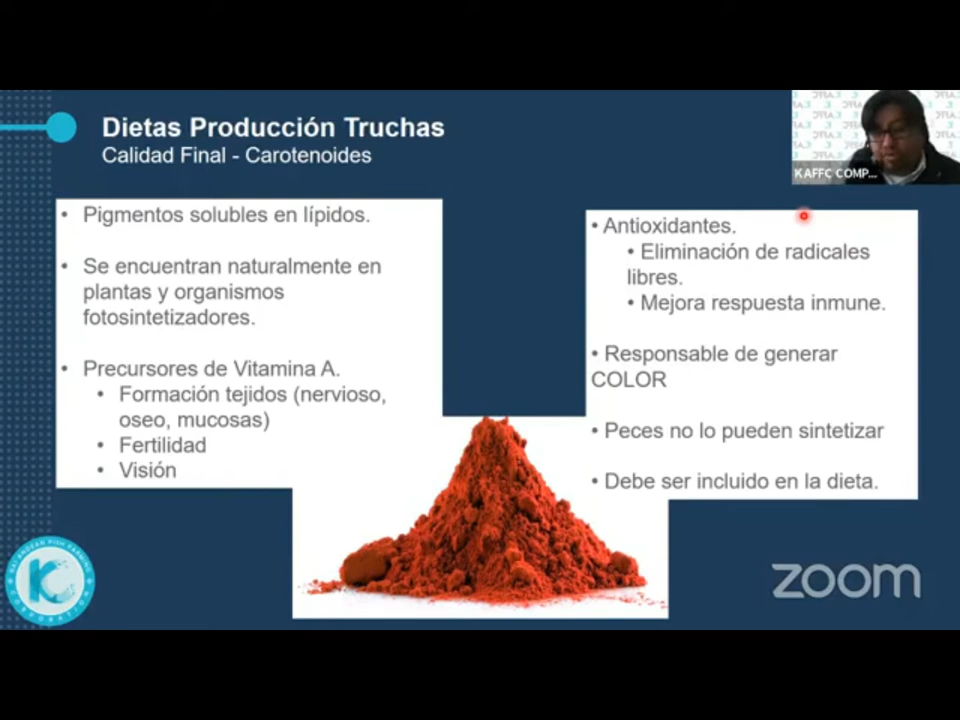 Dietas Producción Truchas
Calidad Final - Carotenoides
KAFFC COMP...
• Pigmentos solubles en lípidos.
• Se encuentran naturalmente en
plantas y organismos
fotosintetizadores.
• Precursores de Vitamina A.
• Formación tejidos (nervioso,
oseo, mucosas)
• Fertilidad
• Visión
• Antioxidantes.
• Eliminación de radicales
libres.
• Mejora respuesta inmune.
• Responsable de generar
COLOR
• Peces no lo pueden sintetizar
• Debe ser incluido en la dieta.
zoom